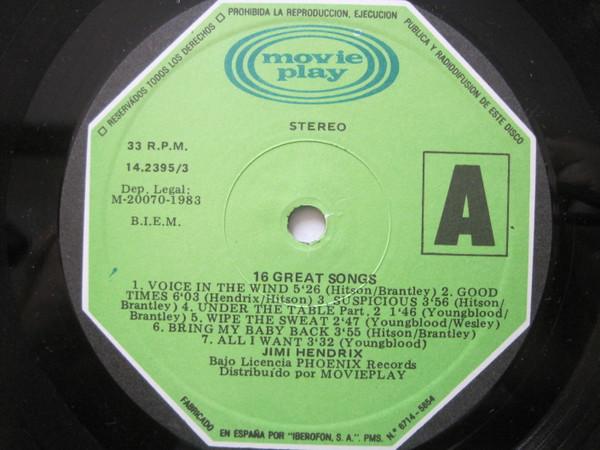 □ RESERVADOS TODOS LOS DERECHOS □ PROHIBIDA LA REPRODUCCION, EJECUCION PUBLICA Y RADIODIFUSION DE ESTE DISCO
movie
play
STEREO
33 R.P.M.
14.2395/3
Dep. Legal:
M-20070-1983
B.I.E.M.
A
16 GREAT SONGS
1. VOICE IN THE WIND 5'26 (Hitson/Brantley) 2. GOOD
TIMES 6'03 (Hendrix/Hitson) 3. SUSPICIOUS 3'56 (Hitson/
Brantley) 4. UNDER THE TABLE Part. 2 1'46 (Youngblood/
Brantley) 5. WIPE THE SWEAT 2'47 (Youngblood/Wesley)
6. BRING MY BABY BACK 3'55 (Hitson/Brantley)
7. ALL I WANT 3'32 (Youngblood)
JIMI HENDRIX
Bajo Licencia PHOENIX Records
Distribuído por MOVIEPLAY
FABRICADO EN ESPAÑA POR "IBEROFON, S. A.". PMS. N.º 6714 - 5854